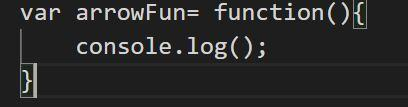 var arrowFun= function(){
    console.log();
}